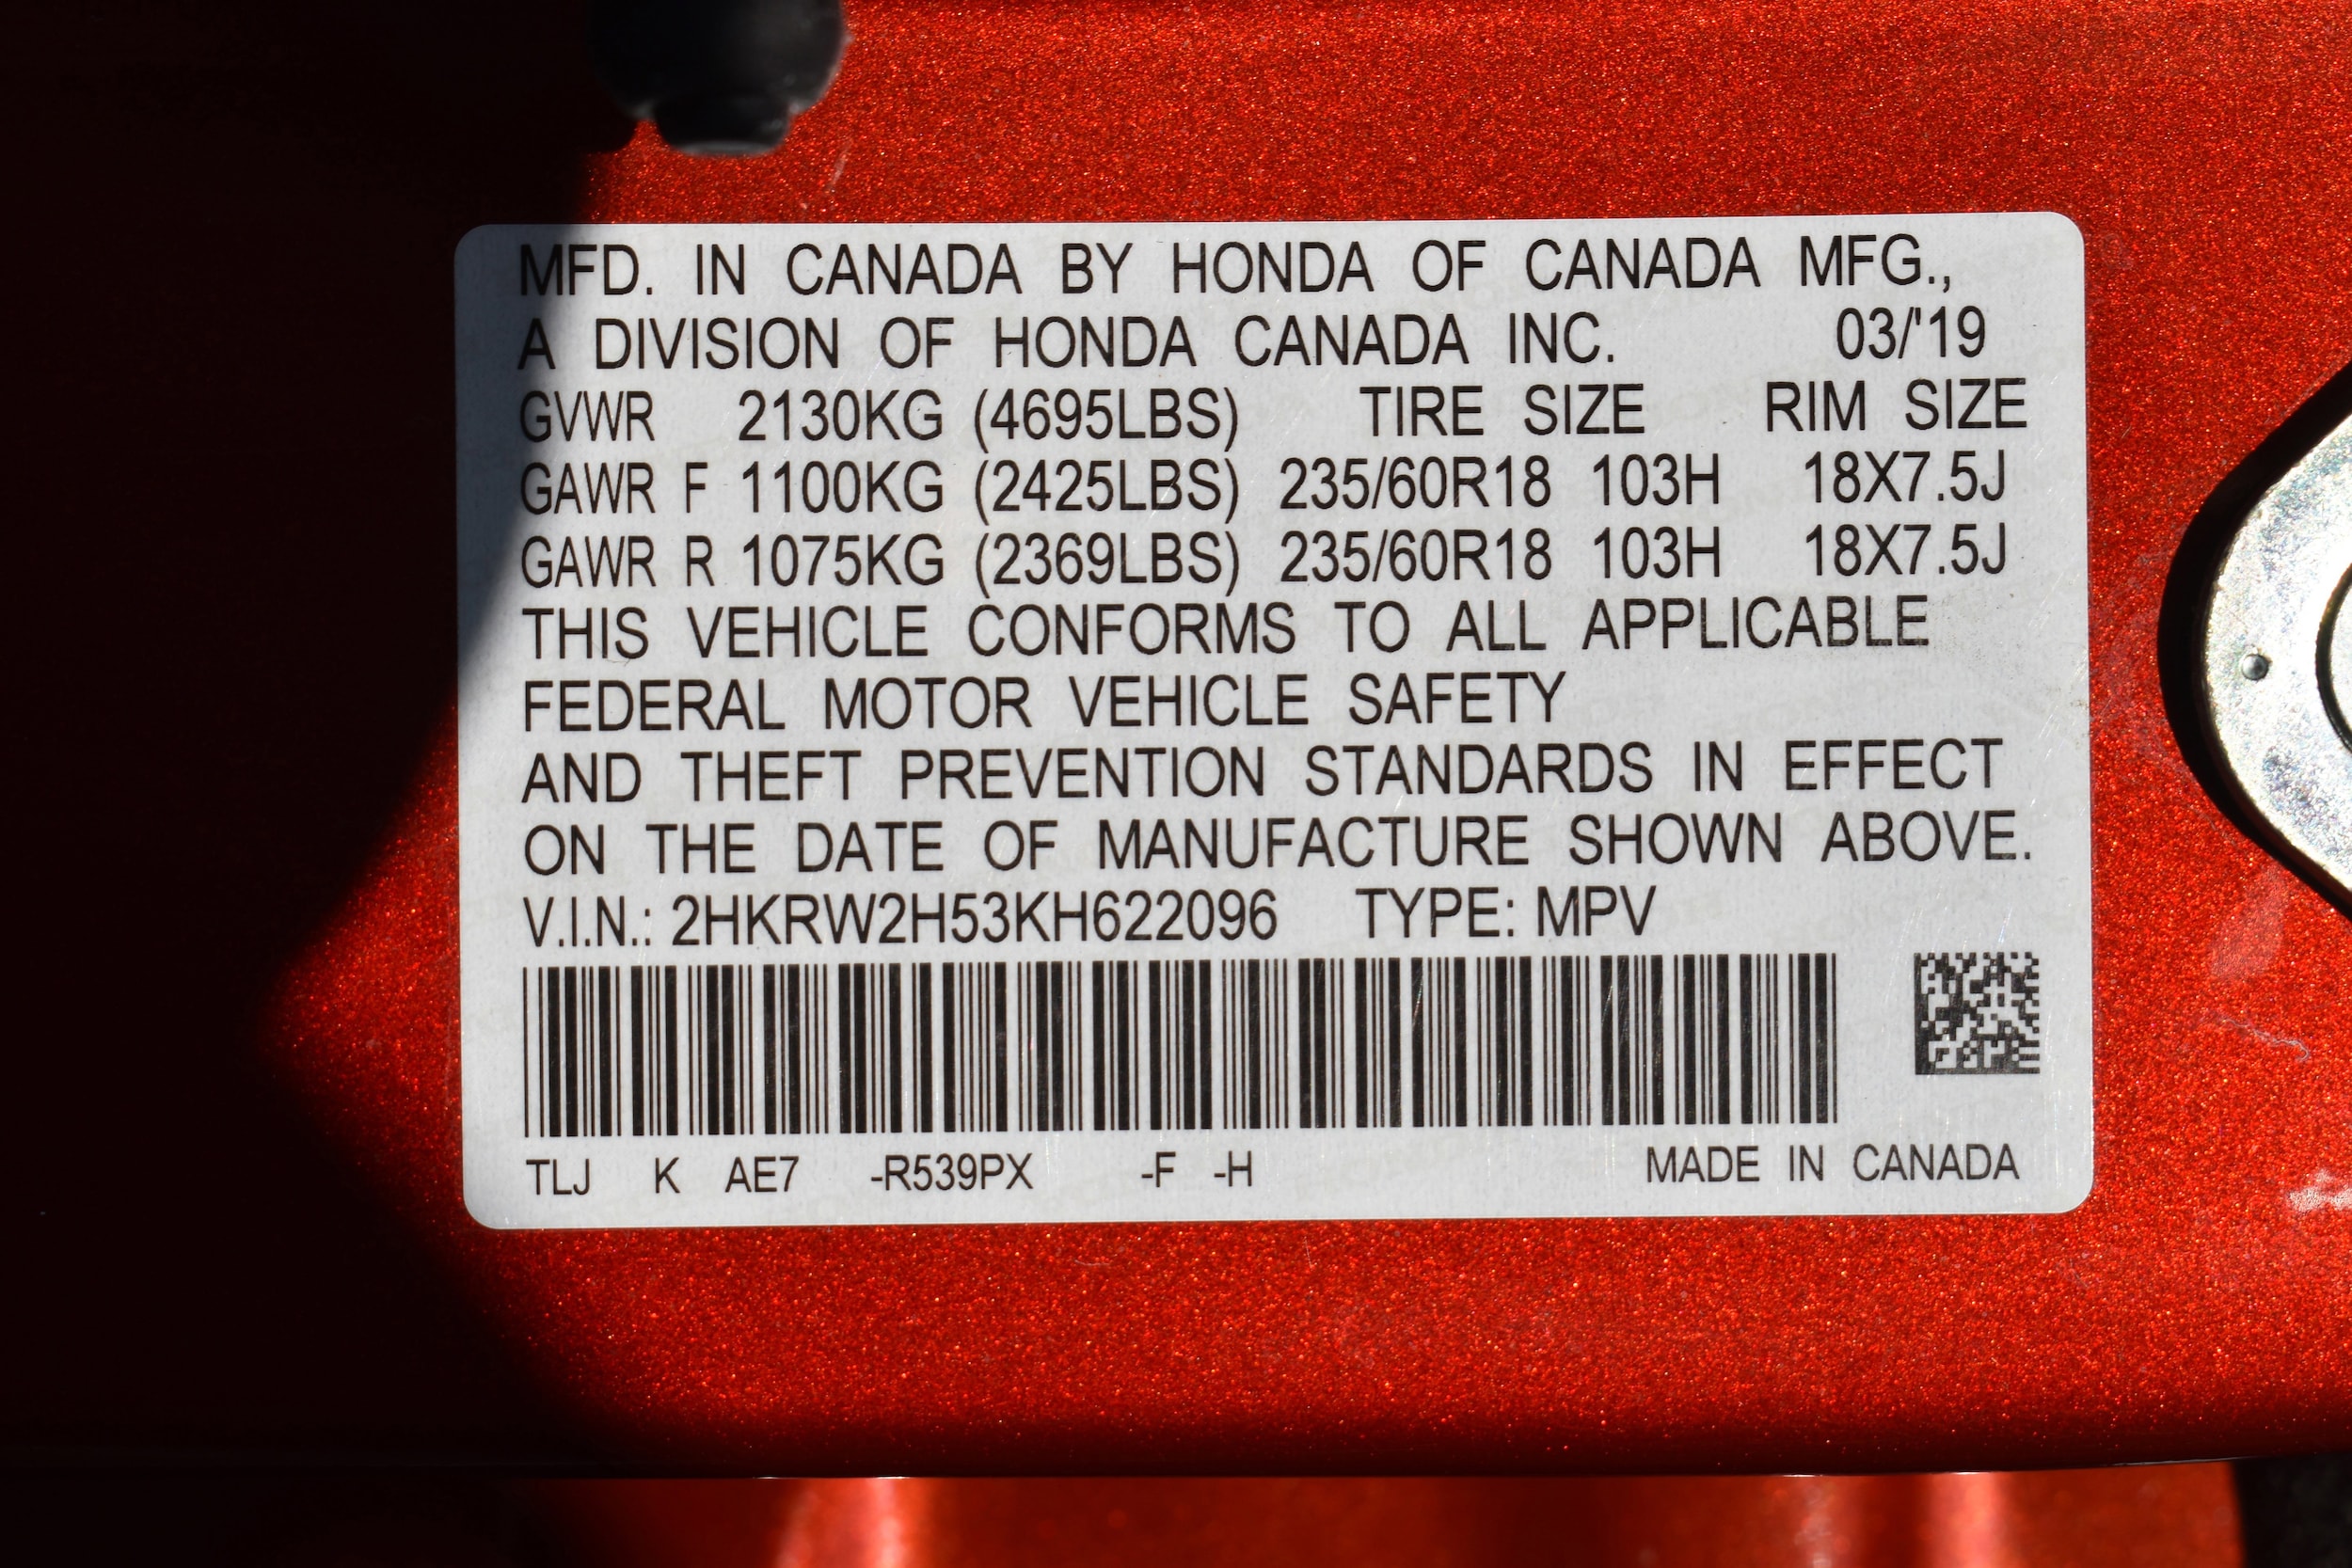 MFD. IN CANADA BY HONDA OF CANADA MFG.,
A DIVISION OF HONDA CANADA INC. 03/'19
GVWR 2130KG (4695LBS) TIRE SIZE RIM SIZE
GAWR F 1100KG (2425LBS) 235/60R18 103H 18X7.5J
GAWR R 1075KG (2369LBS) 235/60R18 103H 18X7.5J
THIS VEHICLE CONFORMS TO ALL APPLICABLE
FEDERAL MOTOR VEHICLE SAFETY
AND THEFT PREVENTION STANDARDS IN EFFECT
ON THE DATE OF MANUFACTURE SHOWN ABOVE.
V.I.N.: 2HKRW2H53KH622096 TYPE: MPV
TLJ K AE7 -R539PX -F -H MADE IN CANADA